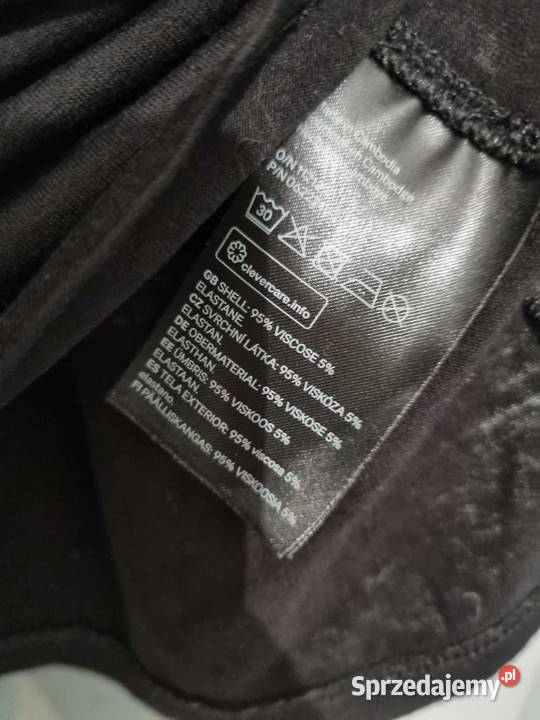 Cambodia
Cambodge
O/N
P/N
30
clevercare.info
GB SHELL: 95% VISCOSE 5%
ELASTANE.
CZ SVRCHNÍ LÁTKA: 95% VISKÓZA 5%
ELASTAN.
DE OBERMATERIAL: 95% VISKOSE 5%
ELASTHAN.
EE ÜMBRIS: 95% VISKOOS 5%
ELASTAAN.
ES TELA EXTERIOR: 95% viscosa 5%
elastano.
FI PÄÄLLISKANGAS: 95% VISKOOSIA 5%
Sprzedajemy.pl